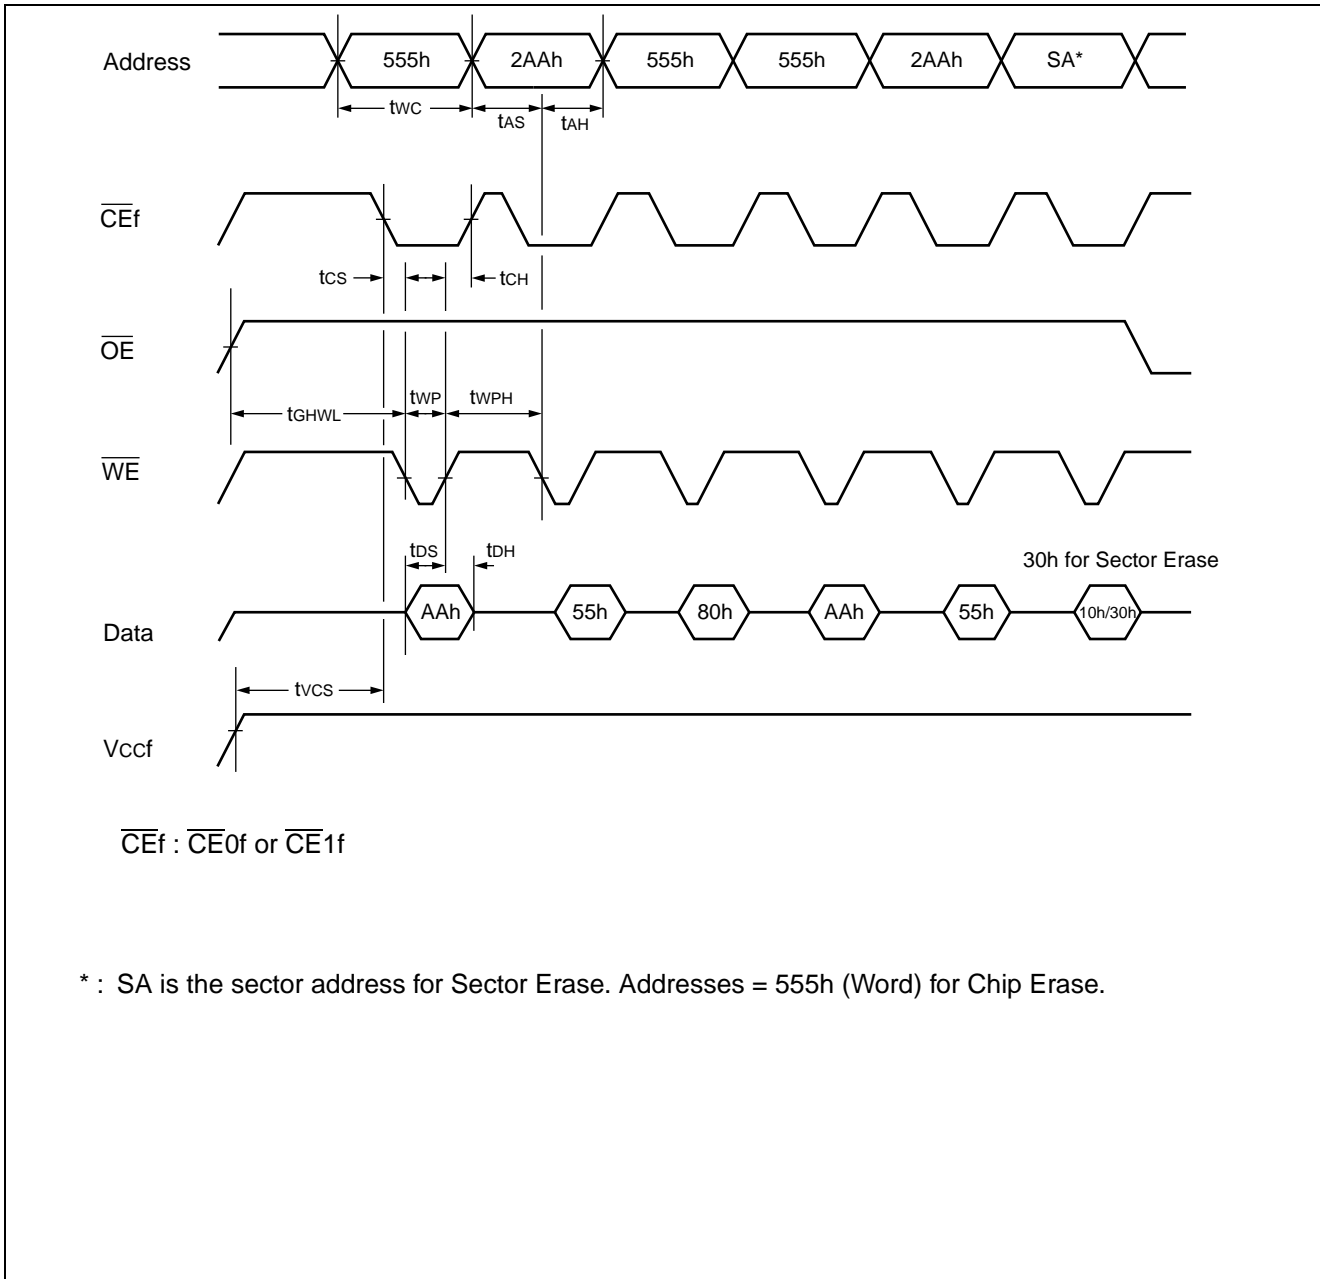 Address 555h 2AAh 555h 555h 2AAh SA*
tWC tAS tAH
CEf
tCS tCH
OE
tGHWL tWP tWPH
WE
tDS tDH
30h for Sector Erase
Data AAh 55h 80h AAh 55h 10h/30h
tVCS
VCCf
CEf : CE0f or CE1f
* : SA is the sector address for Sector Erase. Addresses = 555h (Word) for Chip Erase.